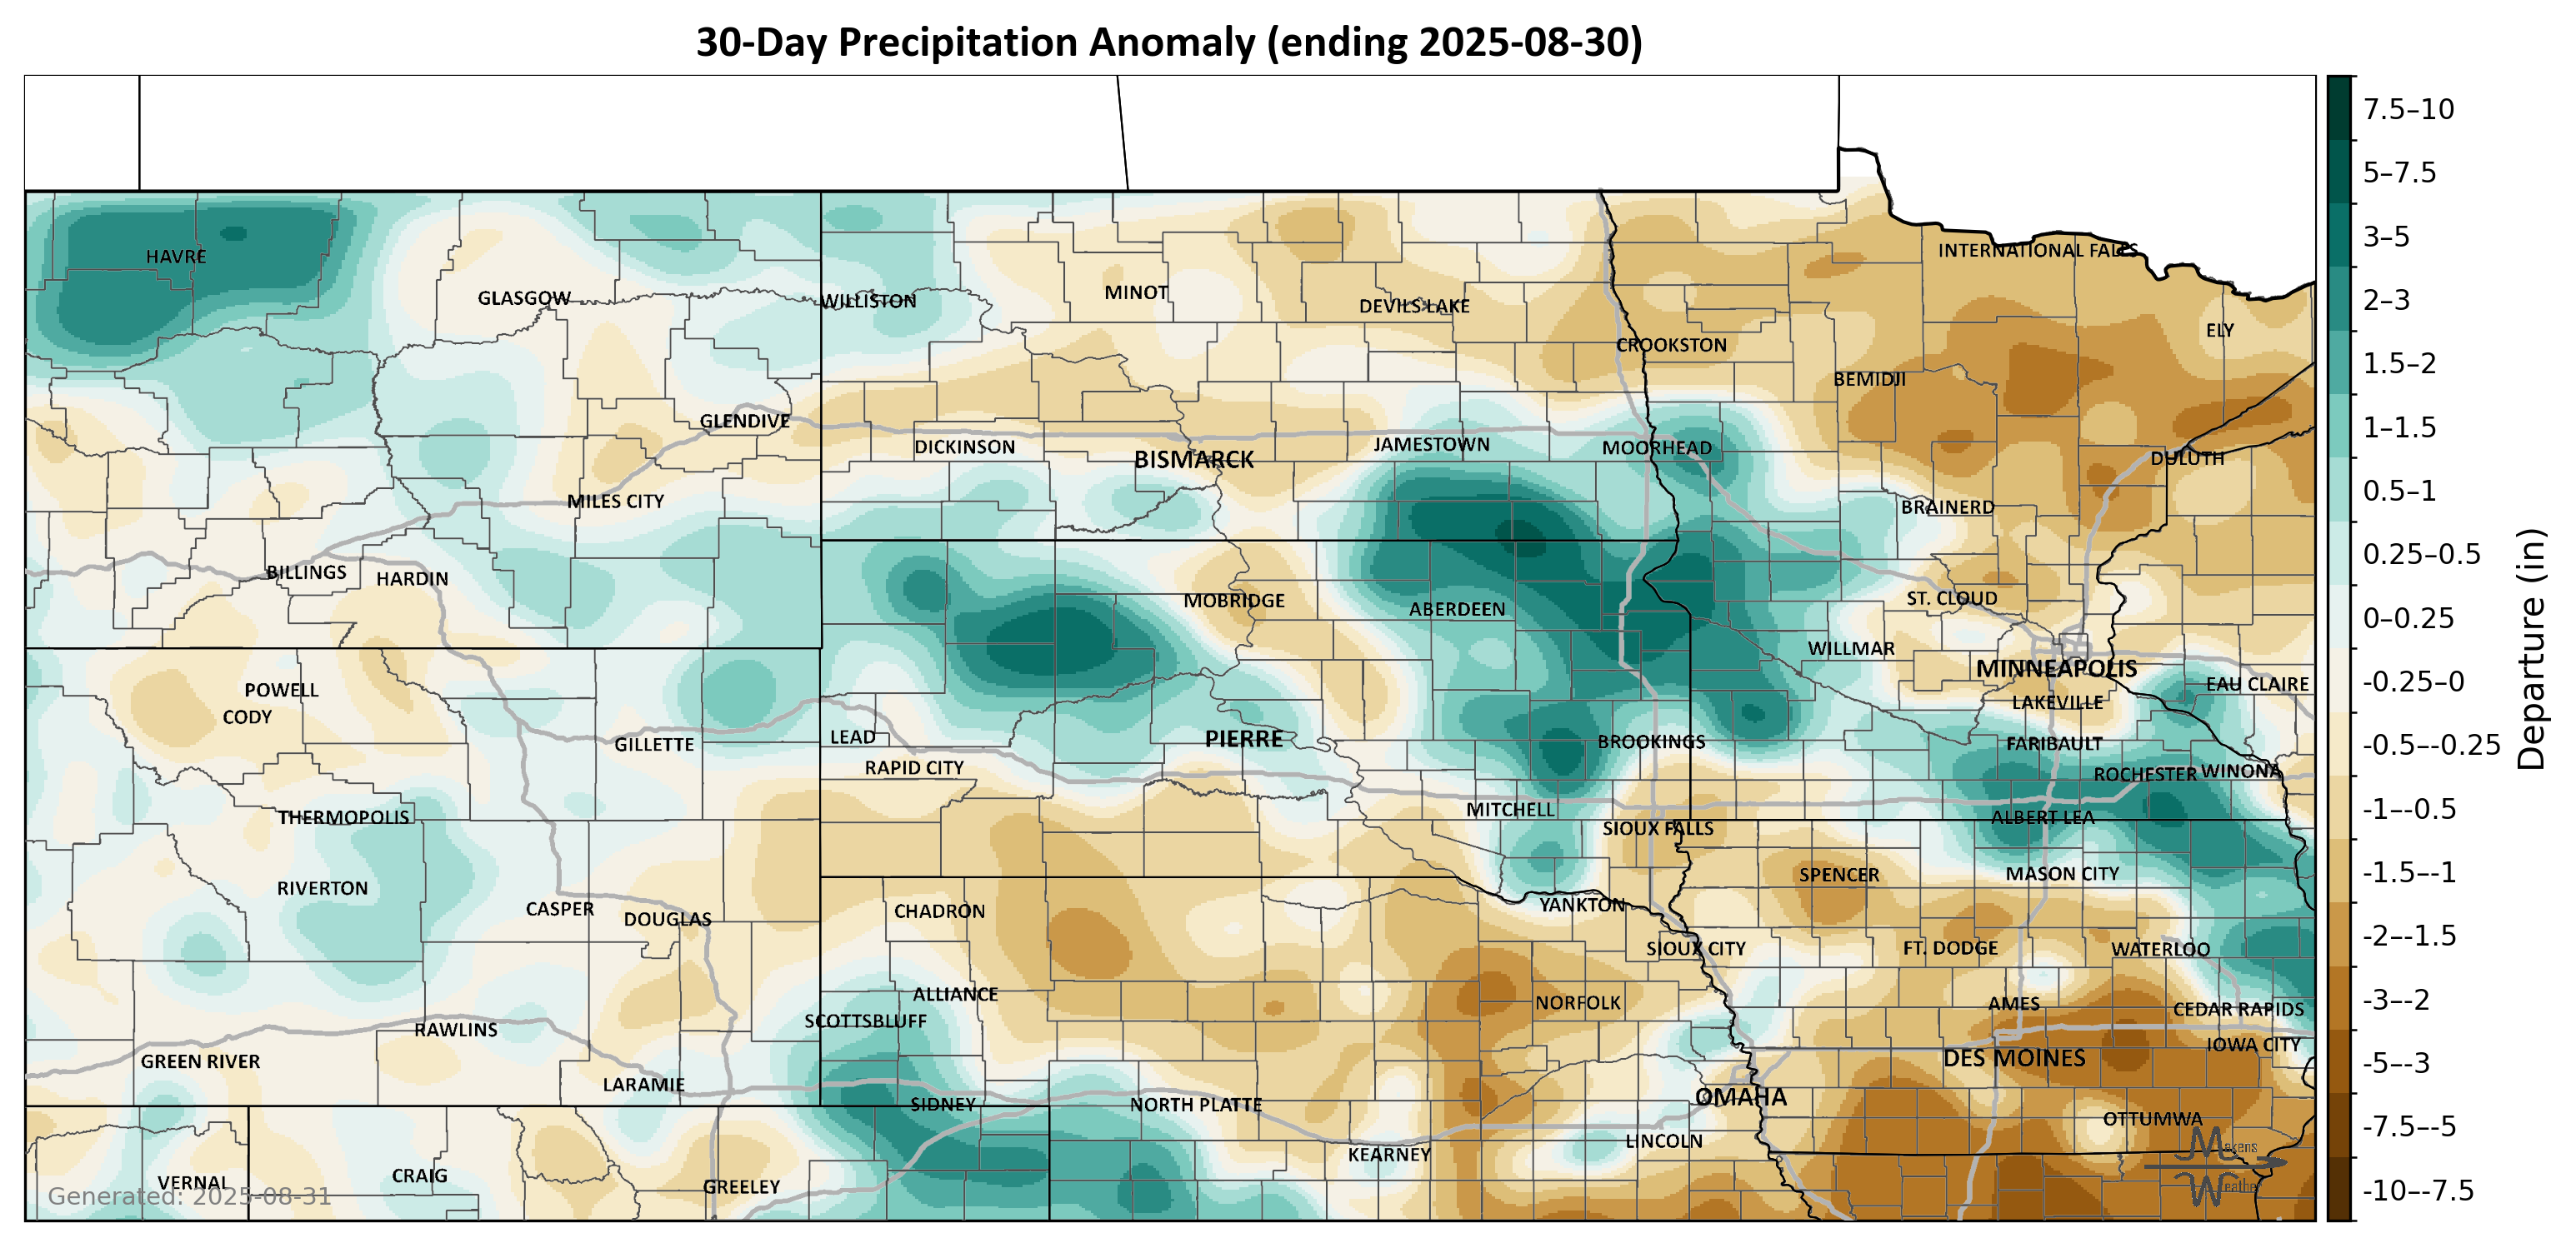 30-Day Precipitation Anomaly (ending 2025-08-30)
HAVRE
GLASGOW
WILLISTON
MINOT
DEVILS LAKE
CROOKSTON
INTERNATIONAL FALLS
ELY
BEMIDJI
GLENDIVE
DICKINSON
BISMARCK
JAMESTOWN
MOORHEAD
DULUTH
MILES CITY
BRAINERD
BILLINGS
HARDIN
MOBRIDGE
ABERDEEN
ST. CLOUD
WILLMAR
MINNEAPOLIS
EAU CLAIRE
LAKEVILLE
POWELL
CODY
GILLETTE
LEAD
PIERRE
BROOKINGS
FARIBAULT
RAPID CITY
ROCHESTER
WINONA
THERMOPOLIS
MITCHELL
SIOUX FALLS
ALBERT LEA
RIVERTON
SPENCER
MASON CITY
CASPER
DOUGLAS
CHADRON
YANKTON
SIOUX CITY
FT. DODGE
WATERLOO
ALLIANCE
NORFOLK
AMES
CEDAR RAPIDS
SCOTTSBLUFF
RAWLINS
IOWA CITY
GREEN RIVER
DES MOINES
LARAMIE
SIDNEY
NORTH PLATTE
OMAHA
OTTUMWA
LINCOLN
KEARNEY
VERNAL
CRAIG
GREELEY
Generated: 2025-08-31
Makens
Weather
7.5–10
5–7.5
3–5
2–3
1.5–2
1–1.5
0.5–1
0.25–0.5
0–0.25
-0.25–0
-0.5–-0.25
-1–-0.5
-1.5–-1
-2–-1.5
-3–-2
-5–-3
-7.5–-5
-10–-7.5
Departure (in)